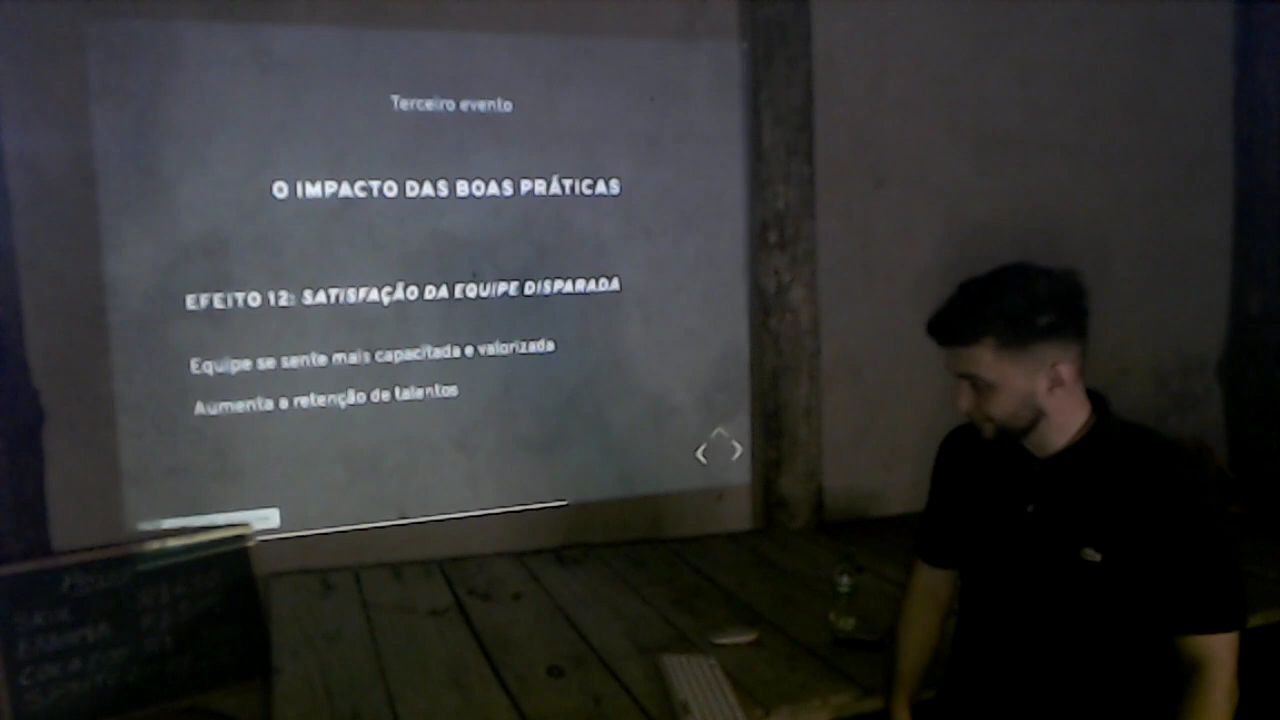 Terceiro evento
O IMPACTO DAS BOAS PRÁTICAS
EFEITO 12: SATISFAÇÃO DA EQUIPE DISPARADA
Equipe se sente mais capacitada e valorizada
Aumenta a retenção de talentos